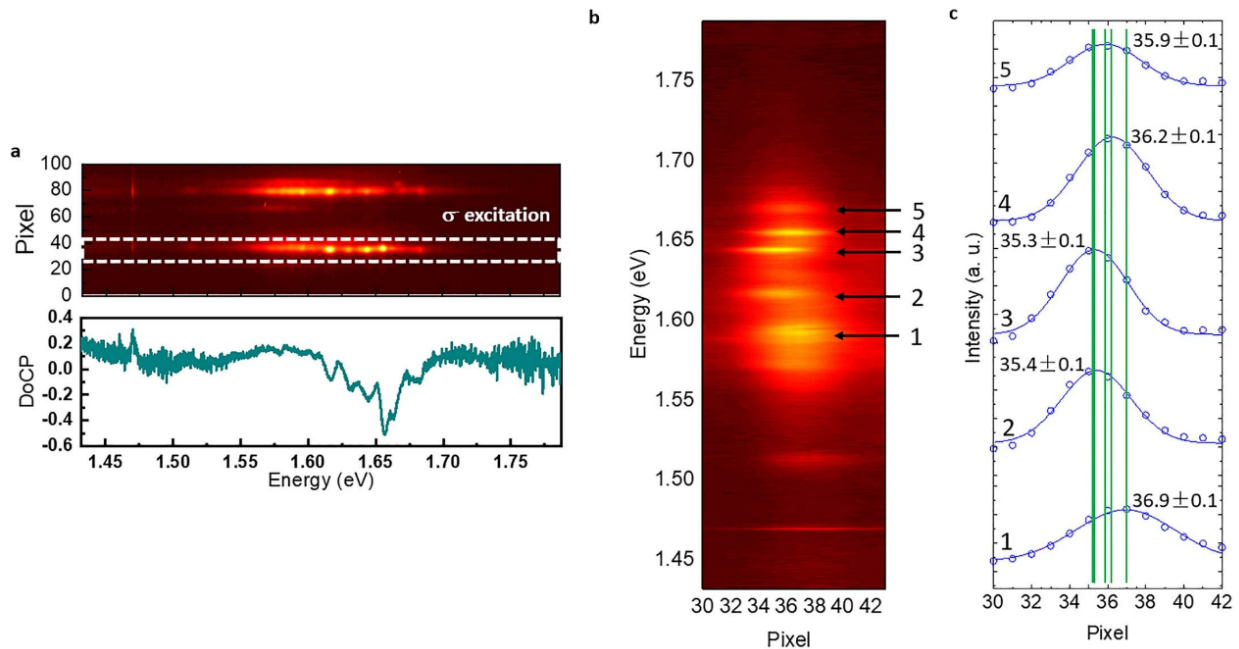 a
Pixel
100
80
60
40
20
0
σ⁻ excitation
DoCP
0.4
0.2
0.0
-0.2
-0.4
-0.6
1.45 1.50 1.55 1.60 1.65 1.70 1.75
Energy (eV)
b
Energy (eV)
1.75
1.70
1.65
1.60
1.55
1.50
1.45
5
4
3
2
1
30 32 34 36 38 40 42
Pixel
c
Intensity (a. u.)
35.9±0.1
5
36.2±0.1
4
35.3±0.1
3
35.4±0.1
2
36.9±0.1
1
30 32 34 36 38 40 42
Pixel